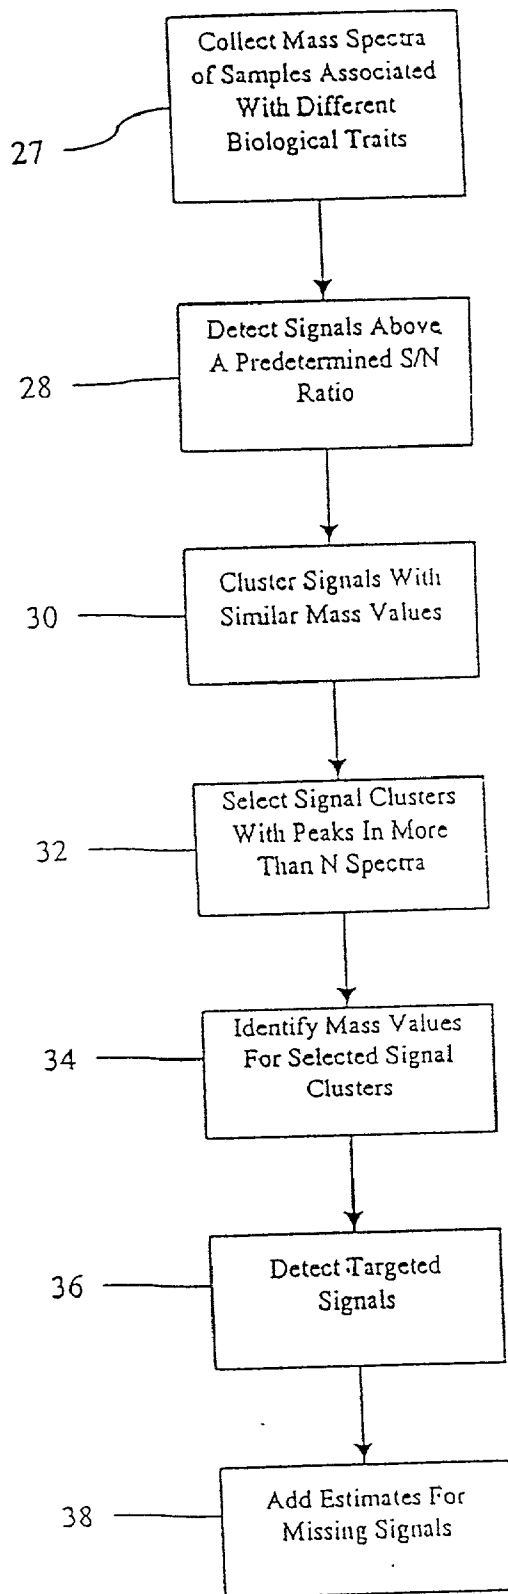 Collect Mass Spectra
of Samples Associated
With Different
Biological Traits
27
Detect Signals Above
A Predetermined S/N
Ratio
28
Cluster Signals With
Similar Mass Values
30
Select Signal Clusters
With Peaks In More
Than N Spectra
32
Identify Mass Values
For Selected Signal
Clusters
34
Detect Targeted
Signals
36
Add Estimates For
Missing Signals
38